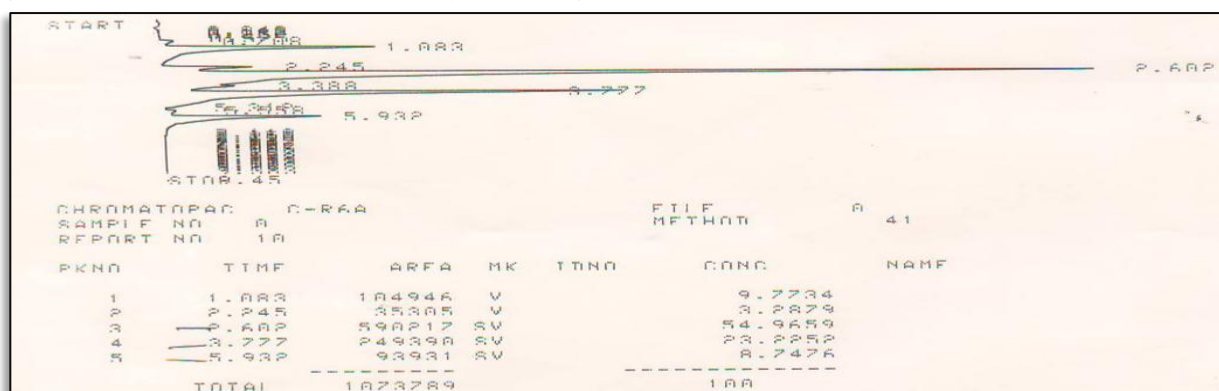 START
1.083
2.245
2.602
3.388
3.777
5.932
CHROMATOPAC C-R6A FILE 0
SAMPLE NO 0 METHOD 41
REPORT NO 10
PKNO TIME AREA MK IDNO CONC NAME
1 1.083 104946 V 9.7734
2 2.245 35305 V 3.2879
3 2.602 590217 SV 54.9659
4 3.777 249390 SV 23.2252
5 5.932 93931 SV 8.7476
TOTAL 1073789 100